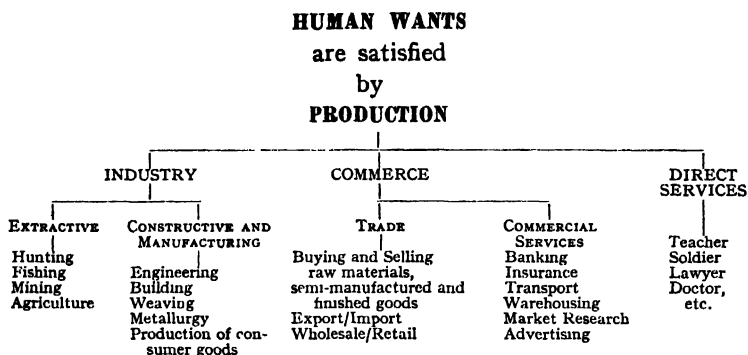 HUMAN WANTS
are satisfied
by
PRODUCTION
INDUSTRY
COMMERCE
DIRECT
SERVICES
EXTRACTIVE
Hunting
Fishing
Mining
Agriculture
CONSTRUCTIVE AND
MANUFACTURING
Engineering
Building
Weaving
Metallurgy
Production of con-
sumer goods
TRADE
Buying and Selling
raw materials,
semi-manufactured and
finished goods
Export/Import
Wholesale/Retail
COMMERCIAL
SERVICES
Banking
Insurance
Transport
Warehousing
Market Research
Advertising
Teacher
Soldier
Lawyer
Doctor,
etc.